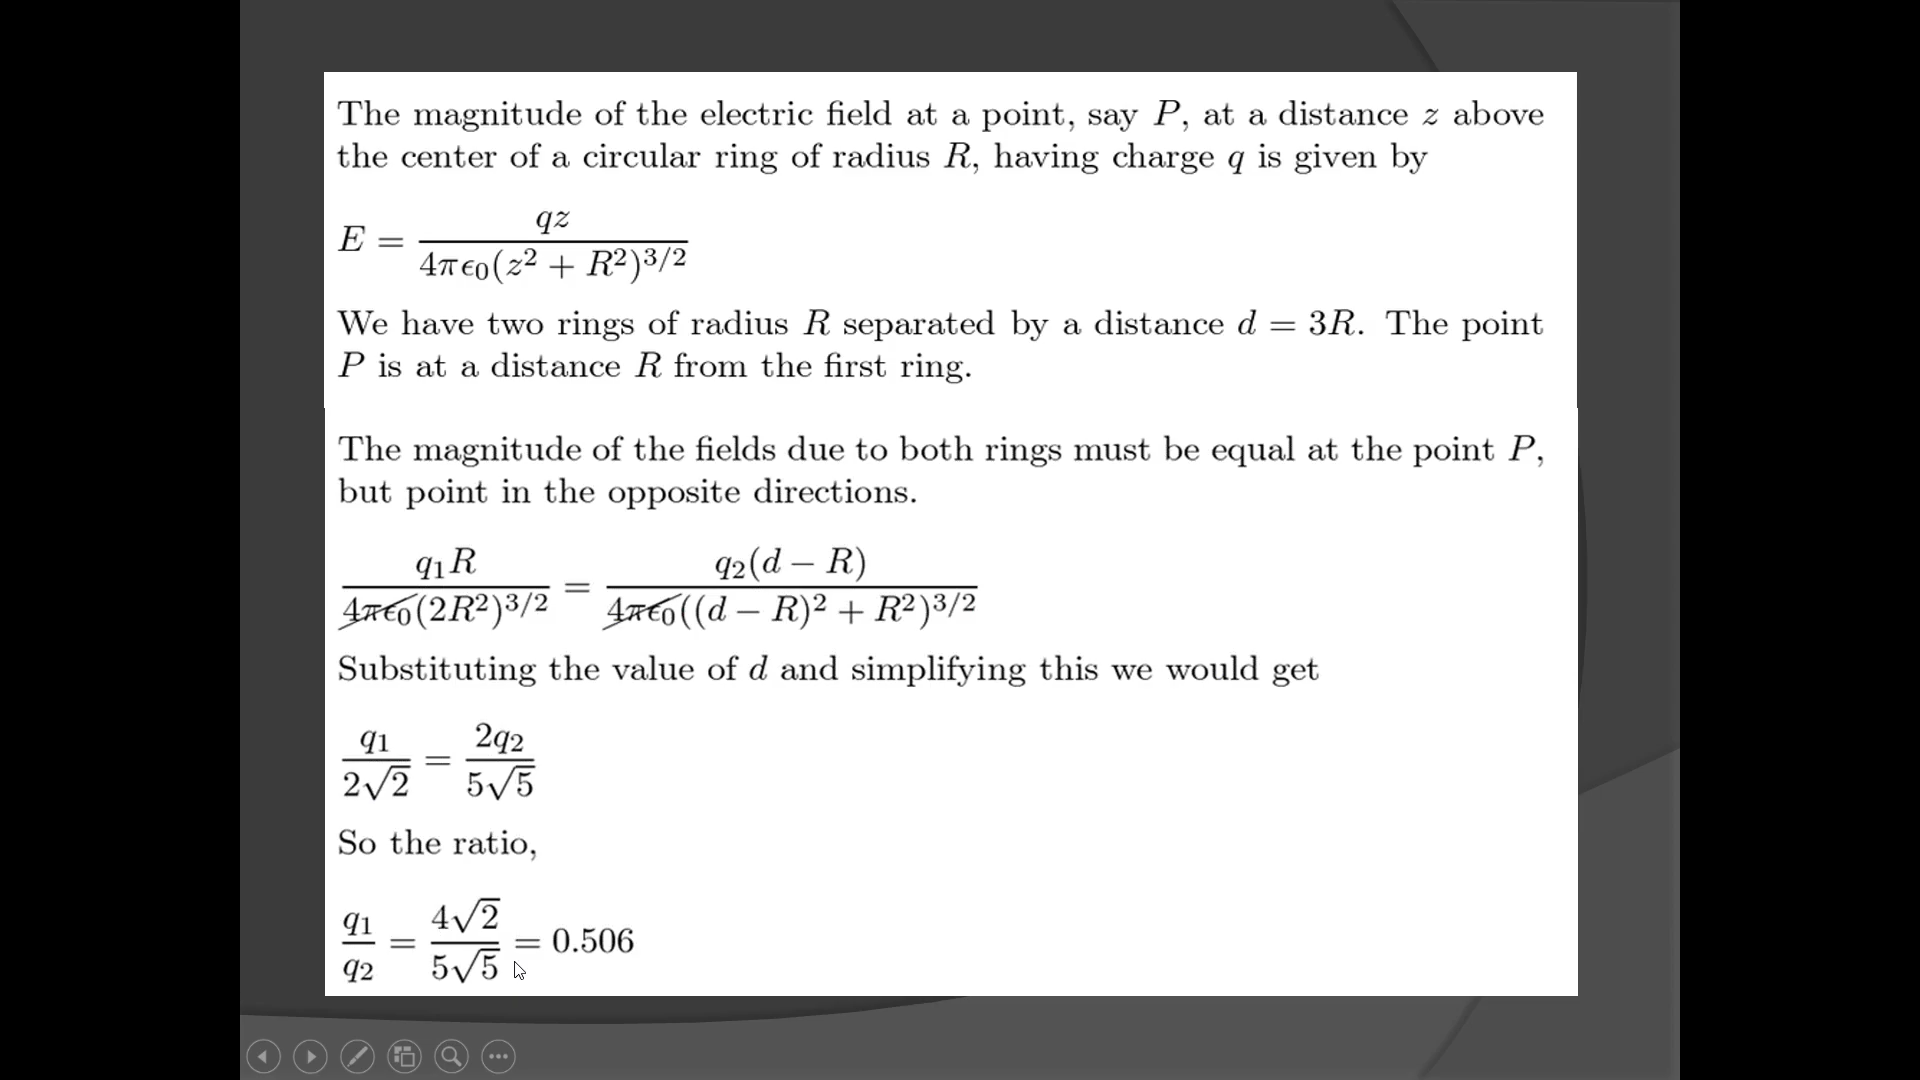 The magnitude of the electric field at a point, say P, at a distance z above
the center of a circular ring of radius R, having charge q is given by
E = qz / 4πϵ₀(z² + R²)^3/2
We have two rings of radius R separated by a distance d = 3R. The point
P is at a distance R from the first ring.
The magnitude of the fields due to both rings must be equal at the point P,
but point in the opposite directions.
q₁R / 4πϵ₀(2R²)^3/2 = q₂(d − R) / 4πϵ₀((d − R)² + R²)^3/2
Substituting the value of d and simplifying this we would get
q₁ / 2√2 = 2q₂ / 5√5
So the ratio,
q₁ / q₂ = 4√2 / 5√5 = 0.506